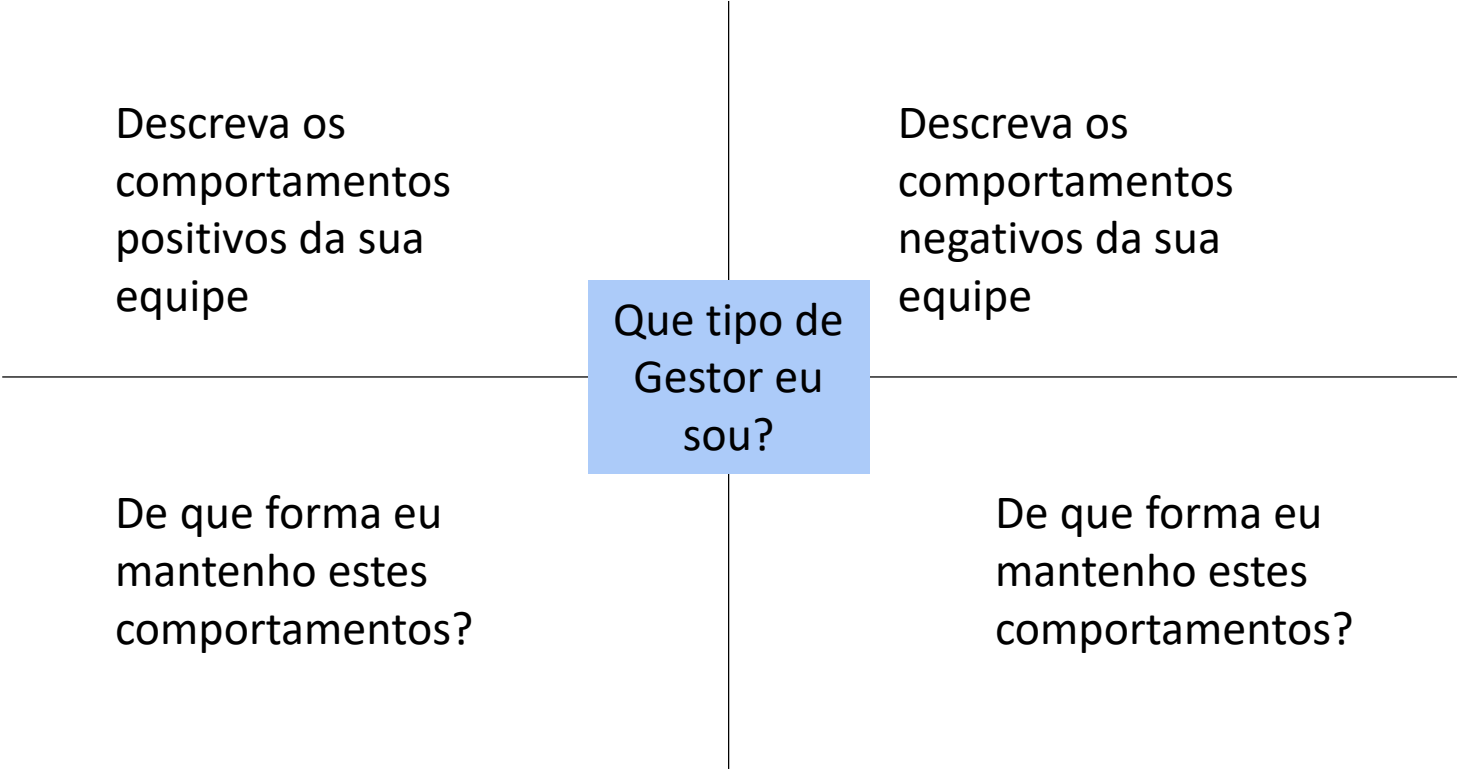 Descreva os
comportamentos
positivos da sua
equipe
Descreva os
comportamentos
negativos da sua
equipe
Que tipo de
Gestor eu
sou?
De que forma eu
mantenho estes
comportamentos?
De que forma eu
mantenho estes
comportamentos?